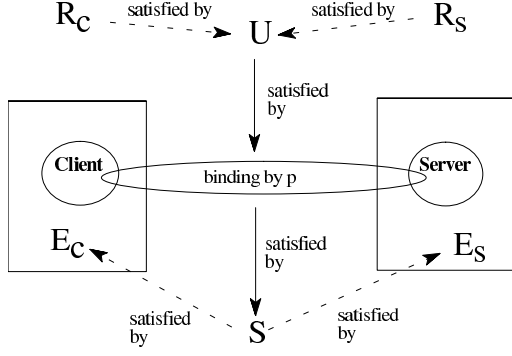 Rc satisfied by U satisfied by Rs
satisfied
by
Client
Server
binding by p
Ec
Es
satisfied
by
satisfied
by
S
satisfied
by